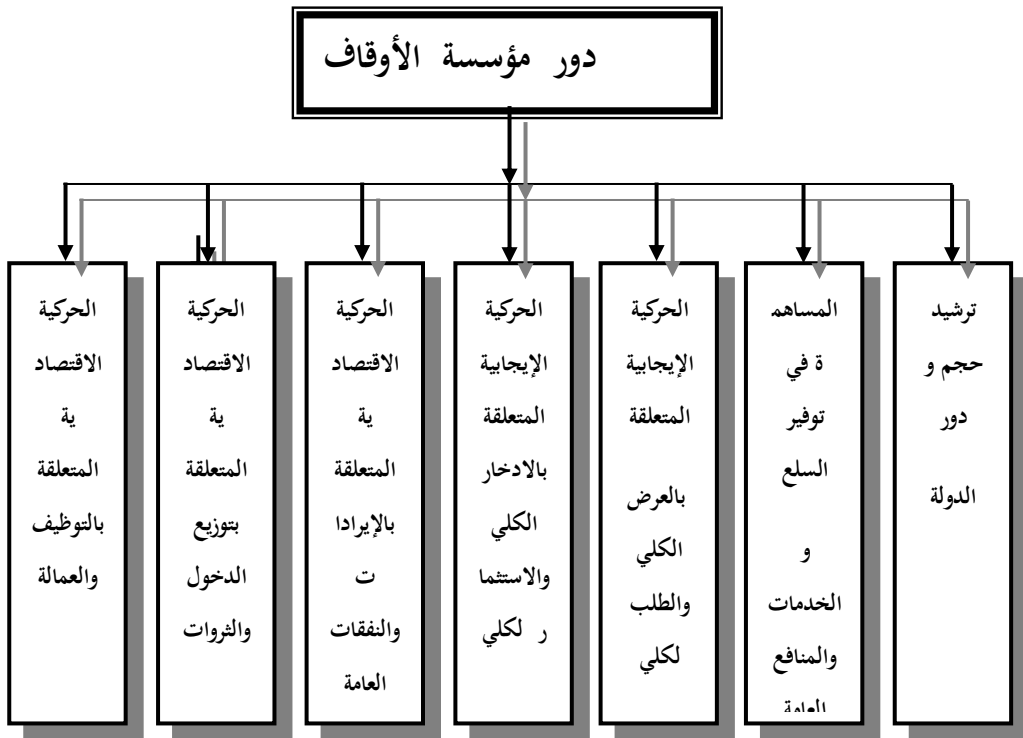 دور مؤسسة الأوقاف
ترشيد
حجم و
دور
الدولة
المساهم
ة في
توفير
السلع
و
الخدمات
والمنافع
العامة
الحركية
الإيجابية
المتعلقة
بالعرض
الكلي
والطلب
لكلي
الحركية
الإيجابية
المتعلقة
بالادخار
الكلي
والاستثما
ر لكلي
الحركية
الاقتصاد
ية
المتعلقة
بالإيرادا
ت
والنفقات
العامة
الحركية
الاقتصاد
ية
المتعلقة
بتوزيع
الدخول
والثروات
الحركية
الاقتصاد
ية
المتعلقة
بالتوظيف
والعمالة